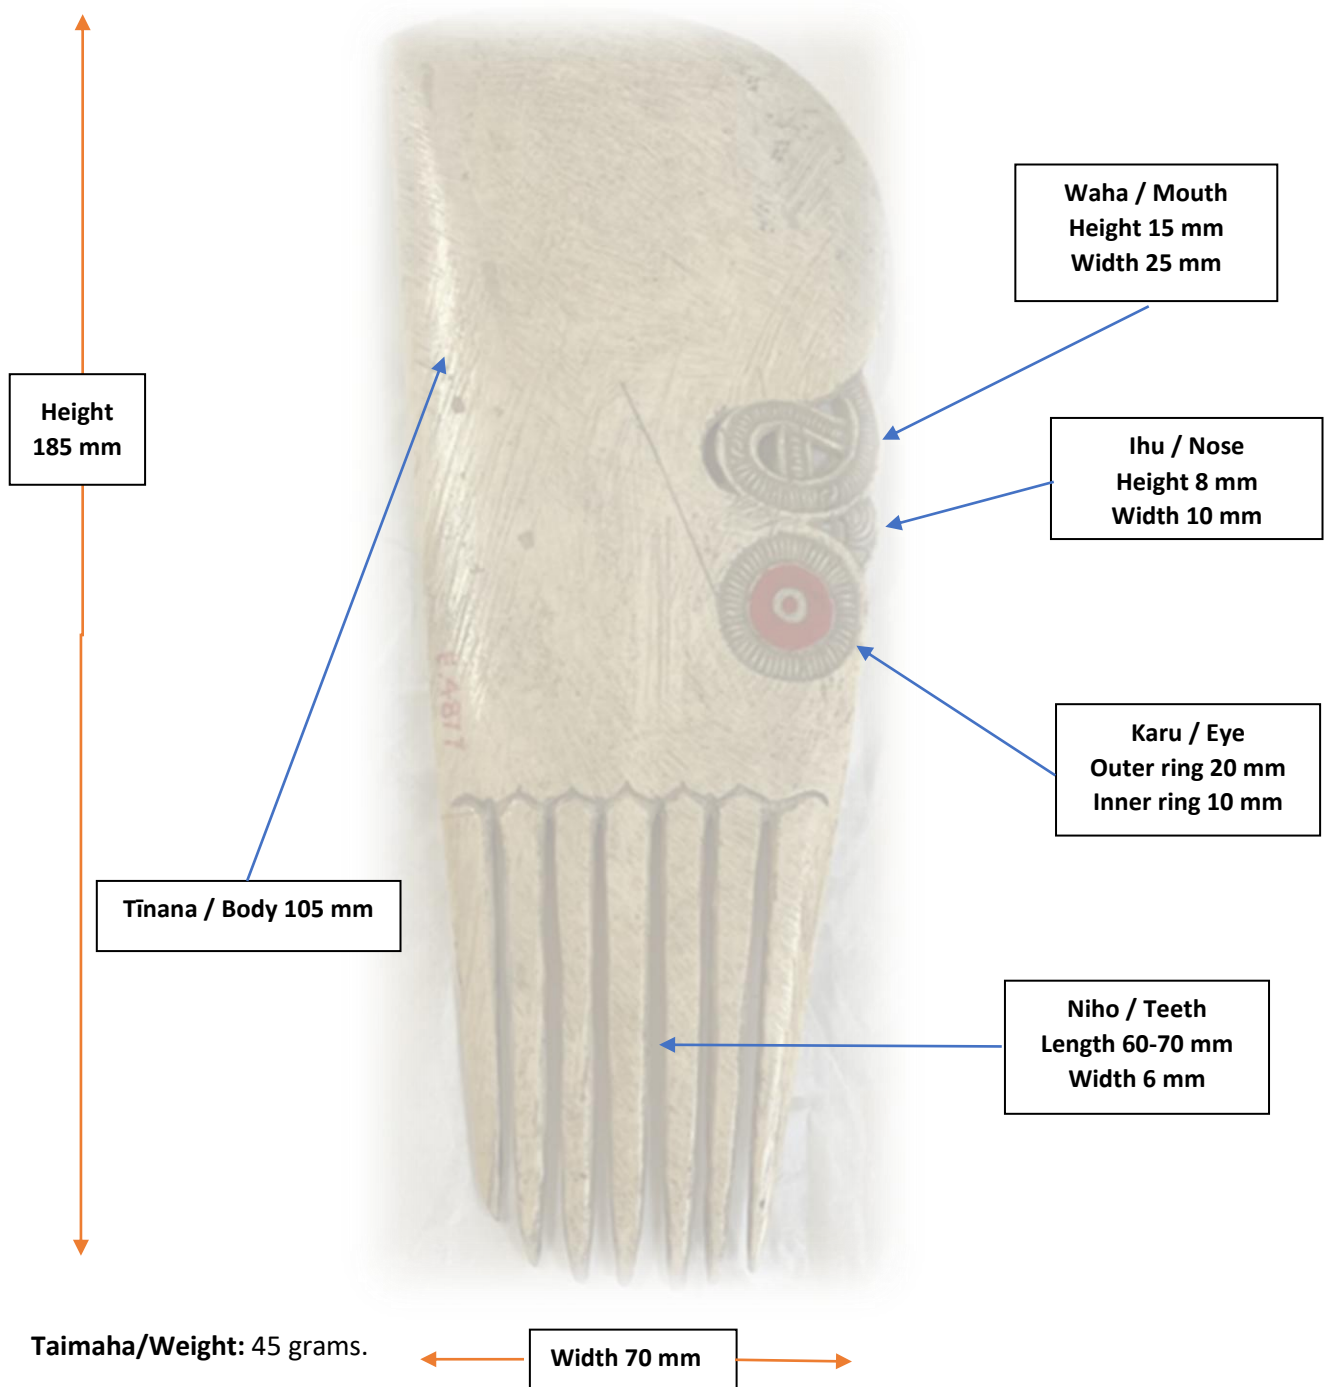 Waha / Mouth
Height 15 mm
Width 25 mm
Height
185 mm
Ihu / Nose
Height 8 mm
Width 10 mm
Karu / Eye
Outer ring 20 mm
Inner ring 10 mm
Tīnana / Body 105 mm
Niho / Teeth
Length 60-70 mm
Width 6 mm
Taimaha/Weight: 45 grams.
Width 70 mm